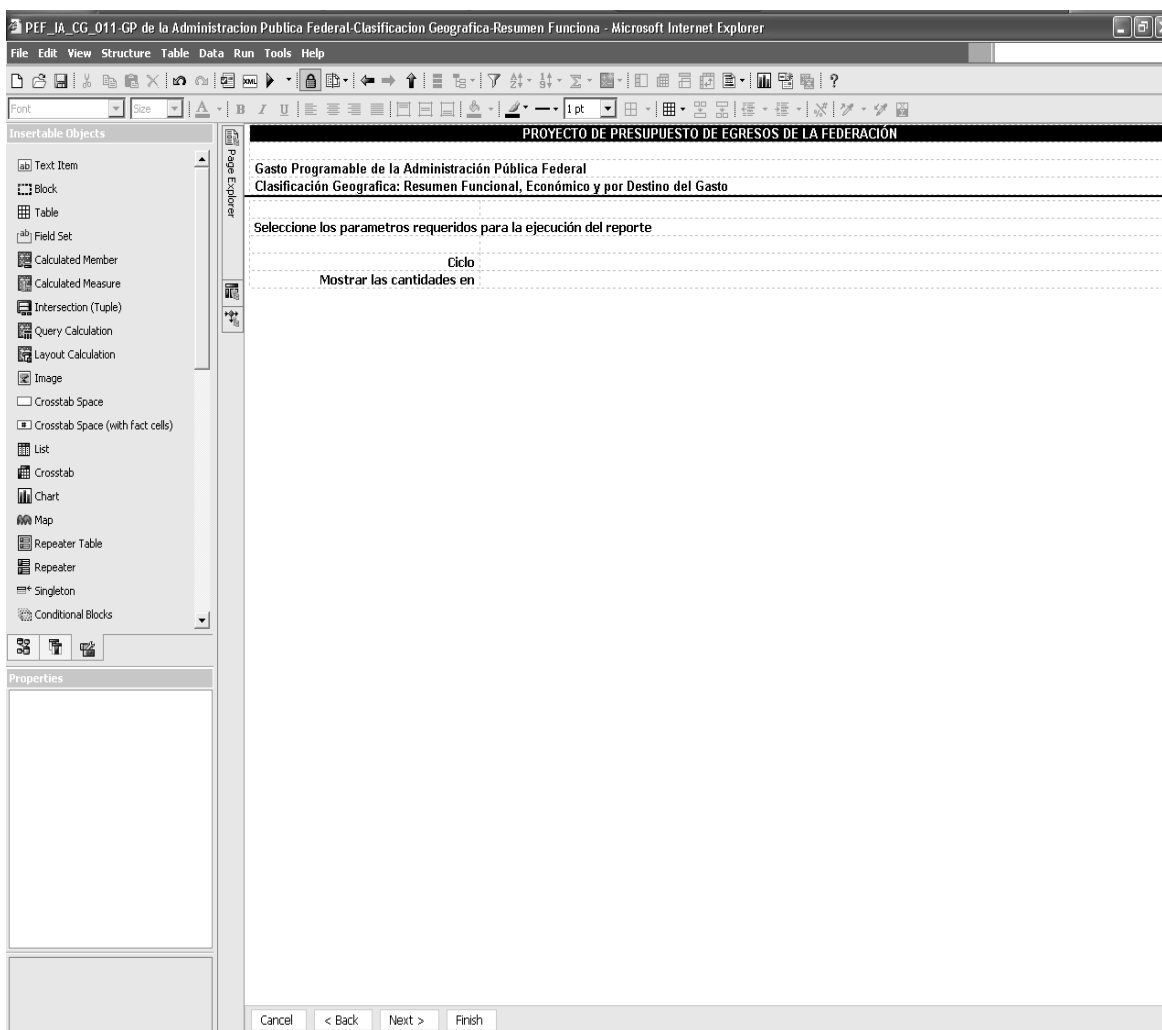 PEF_IA_CG_011-GP de la Administracion Publica Federal-Clasificacion Geografica-Resumen Funciona - Microsoft Internet Explorer
File Edit View Structure Table Data Run Tools Help
Font Size 1 pt
Insertable Objects
Text Item
Block
Table
Field Set
Calculated Member
Calculated Measure
Intersection (Tuple)
Query Calculation
Layout Calculation
Image
Crosstab Space
Crosstab Space (with fact cells)
List
Crosstab
Chart
Map
Repeater Table
Repeater
Singleton
Conditional Blocks
Properties
Page Explorer
PROYECTO DE PRESUPUESTO DE EGRESOS DE LA FEDERACIÓN
Gasto Programable de la Administración Pública Federal
Clasificación Geografica: Resumen Funcional, Económico y por Destino del Gasto
Seleccione los parametros requeridos para la ejecución del reporte
Ciclo
Mostrar las cantidades en
Cancel < Back Next > Finish